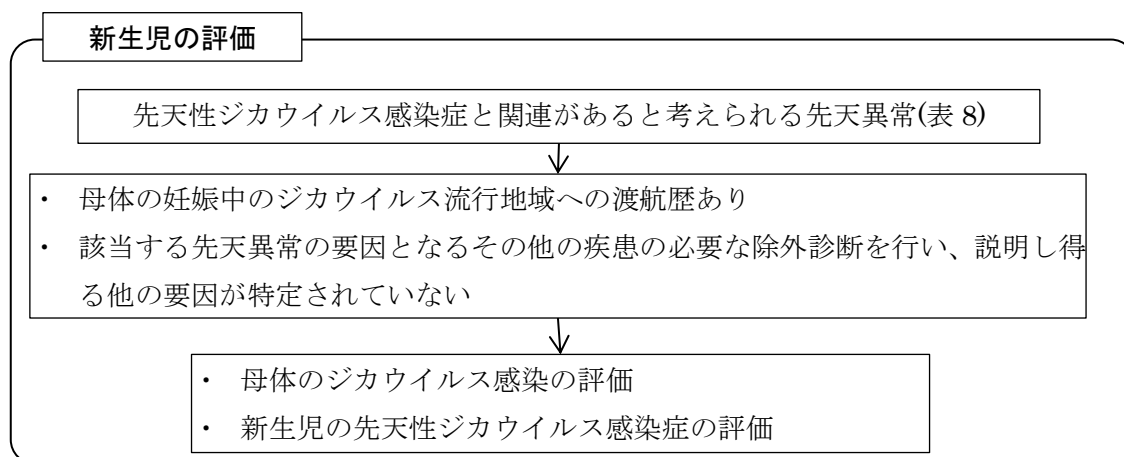 新生児の評価
先天性ジカウイルス感染症と関連があると考えられる先天異常(表 8)
・ 母体の妊娠中のジカウイルス流行地域への渡航歴あり
・ 該当する先天異常の要因となるその他の疾患の必要な除外診断を行い、説明し得
る他の要因が特定されていない
・ 母体のジカウイルス感染の評価
・ 新生児の先天性ジカウイルス感染症の評価